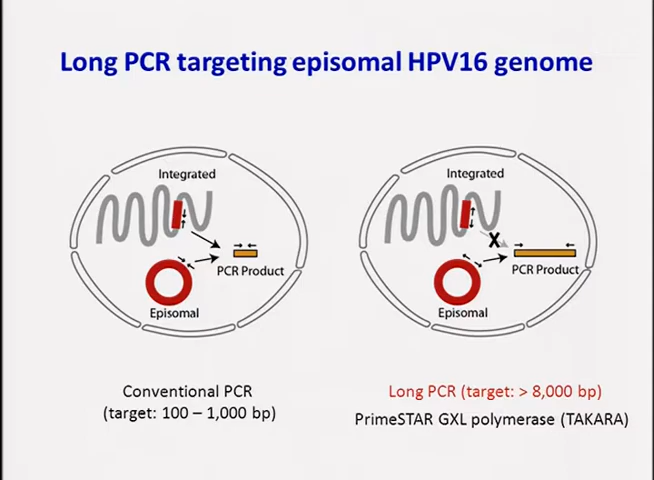 Long PCR targeting episomal HPV16 genome
Integrated
PCR Product
Episomal
Conventional PCR
(target: 100 – 1,000 bp)
Integrated
X
PCR Product
Episomal
Long PCR (target: > 8,000 bp)
PrimeSTAR GXL polymerase (TAKARA)